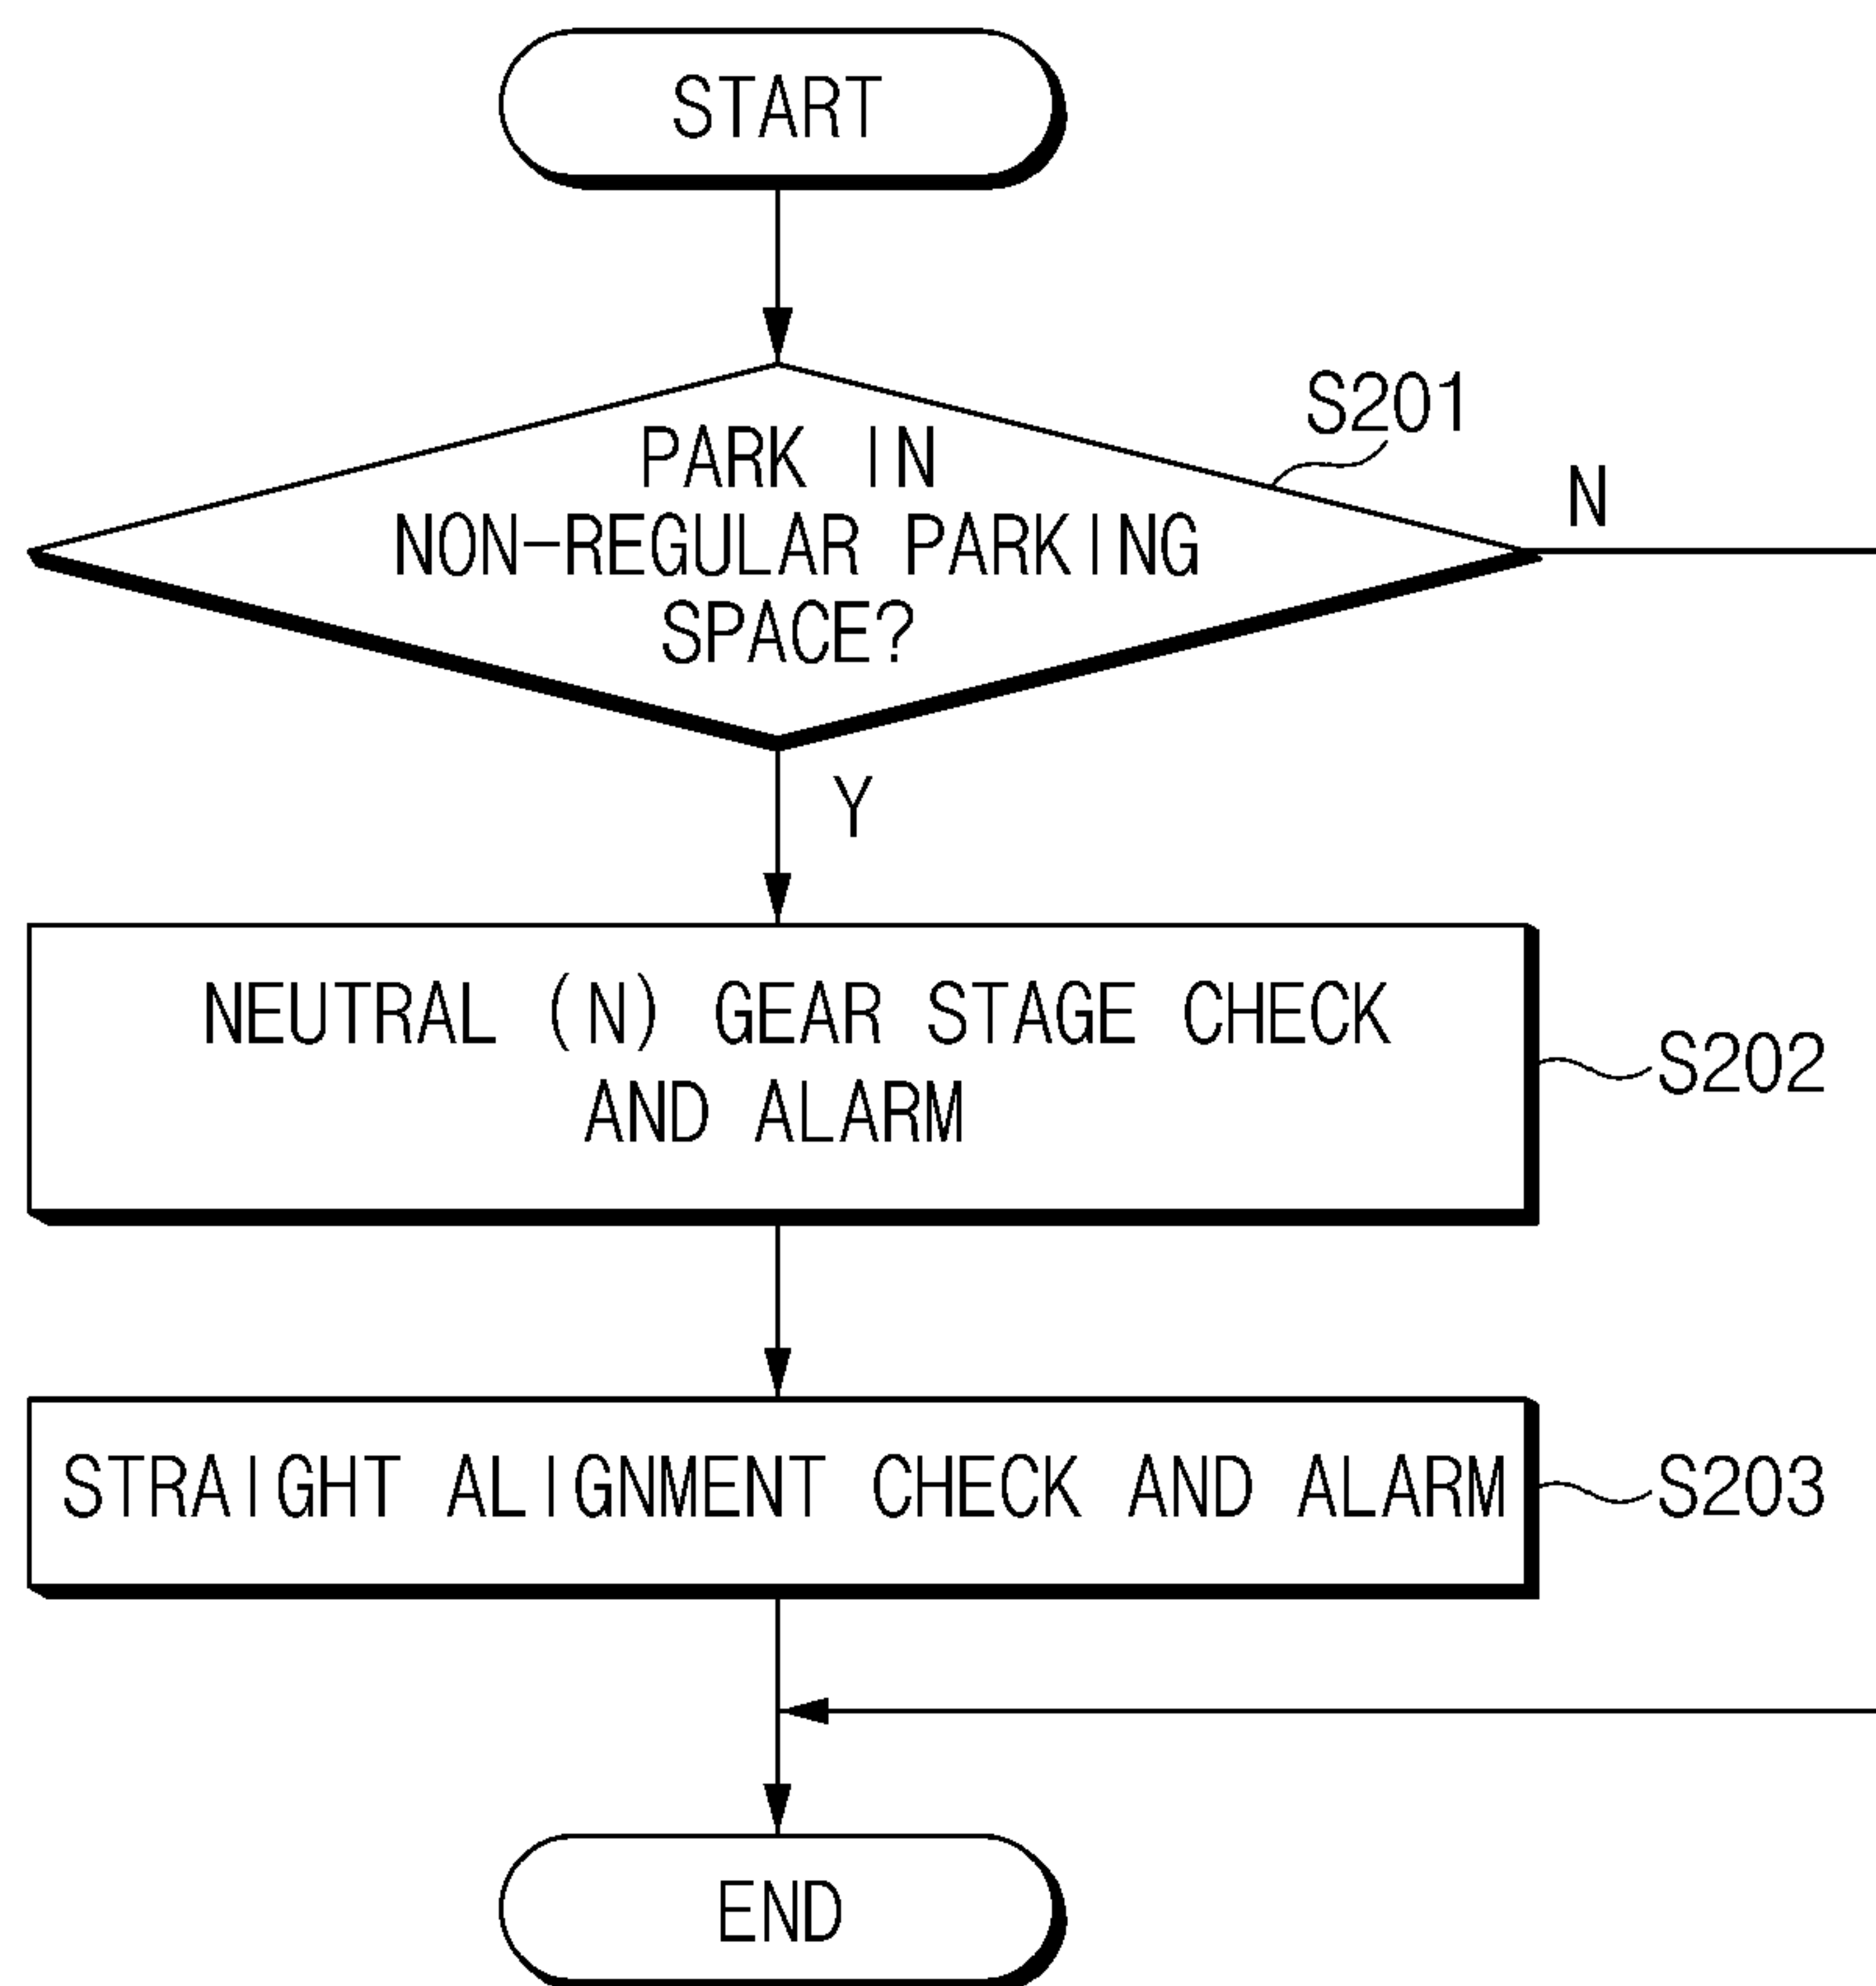 START
S201
PARK IN
N
NON-REGULAR PARKING
SPACE?
Y
NEUTRAL (N) GEAR STAGE CHECK
AND ALARM
S202
STRAIGHT ALIGNMENT CHECK AND ALARM
S203
END